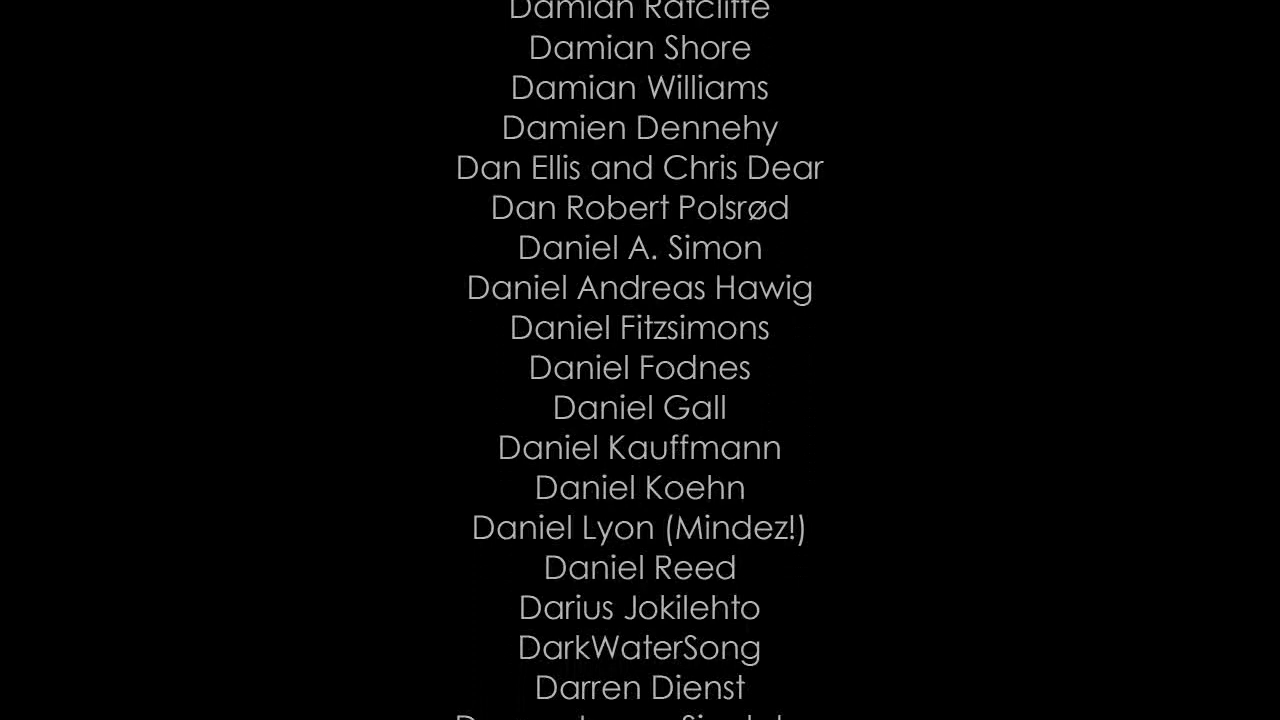 Damian Ratcliffe
Damian Shore
Damian Williams
Damien Dennehy
Dan Ellis and Chris Dear
Dan Robert Polsrød
Daniel A. Simon
Daniel Andreas Hawig
Daniel Fitzsimons
Daniel Fodnes
Daniel Gall
Daniel Kauffmann
Daniel Koehn
Daniel Lyon (Mindez!)
Daniel Reed
Darius Jokilehto
DarkWaterSong
Darren Dienst